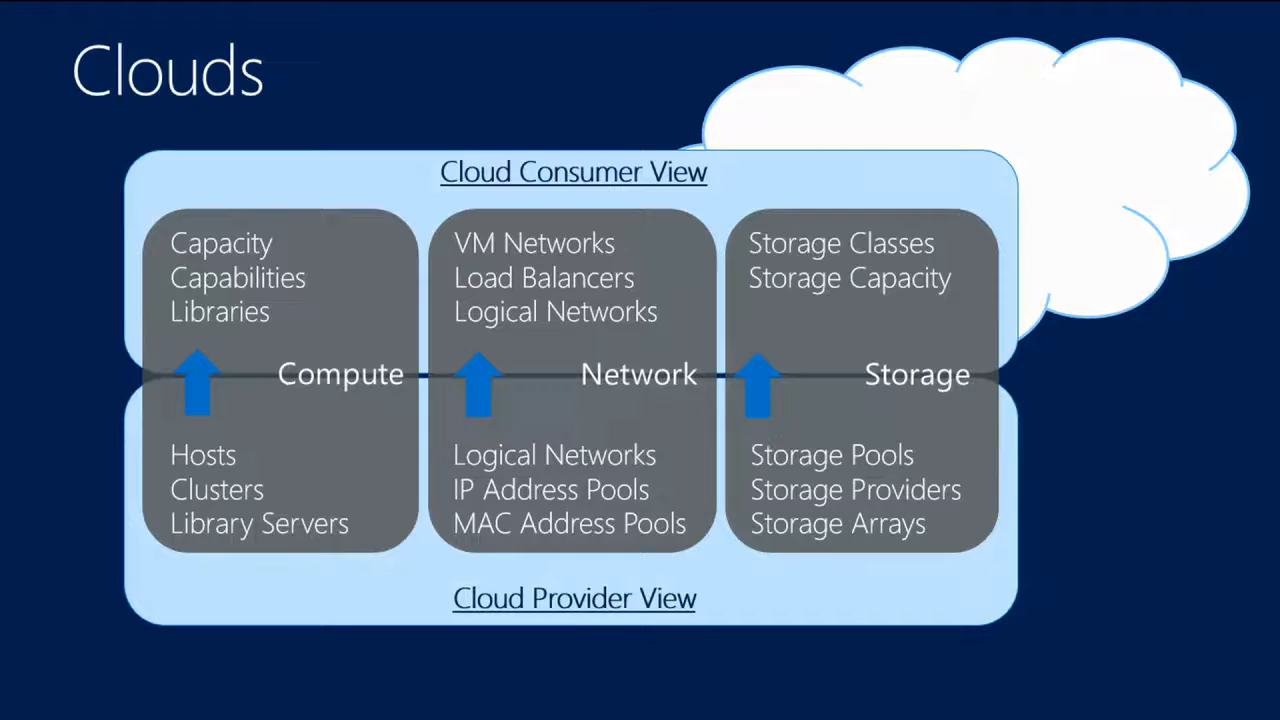 Clouds
Cloud Consumer View
Capacity
Capabilities
Libraries
Compute
Hosts
Clusters
Library Servers
VM Networks
Load Balancers
Logical Networks
Network
Logical Networks
IP Address Pools
MAC Address Pools
Storage Classes
Storage Capacity
Storage
Storage Pools
Storage Providers
Storage Arrays
Cloud Provider View